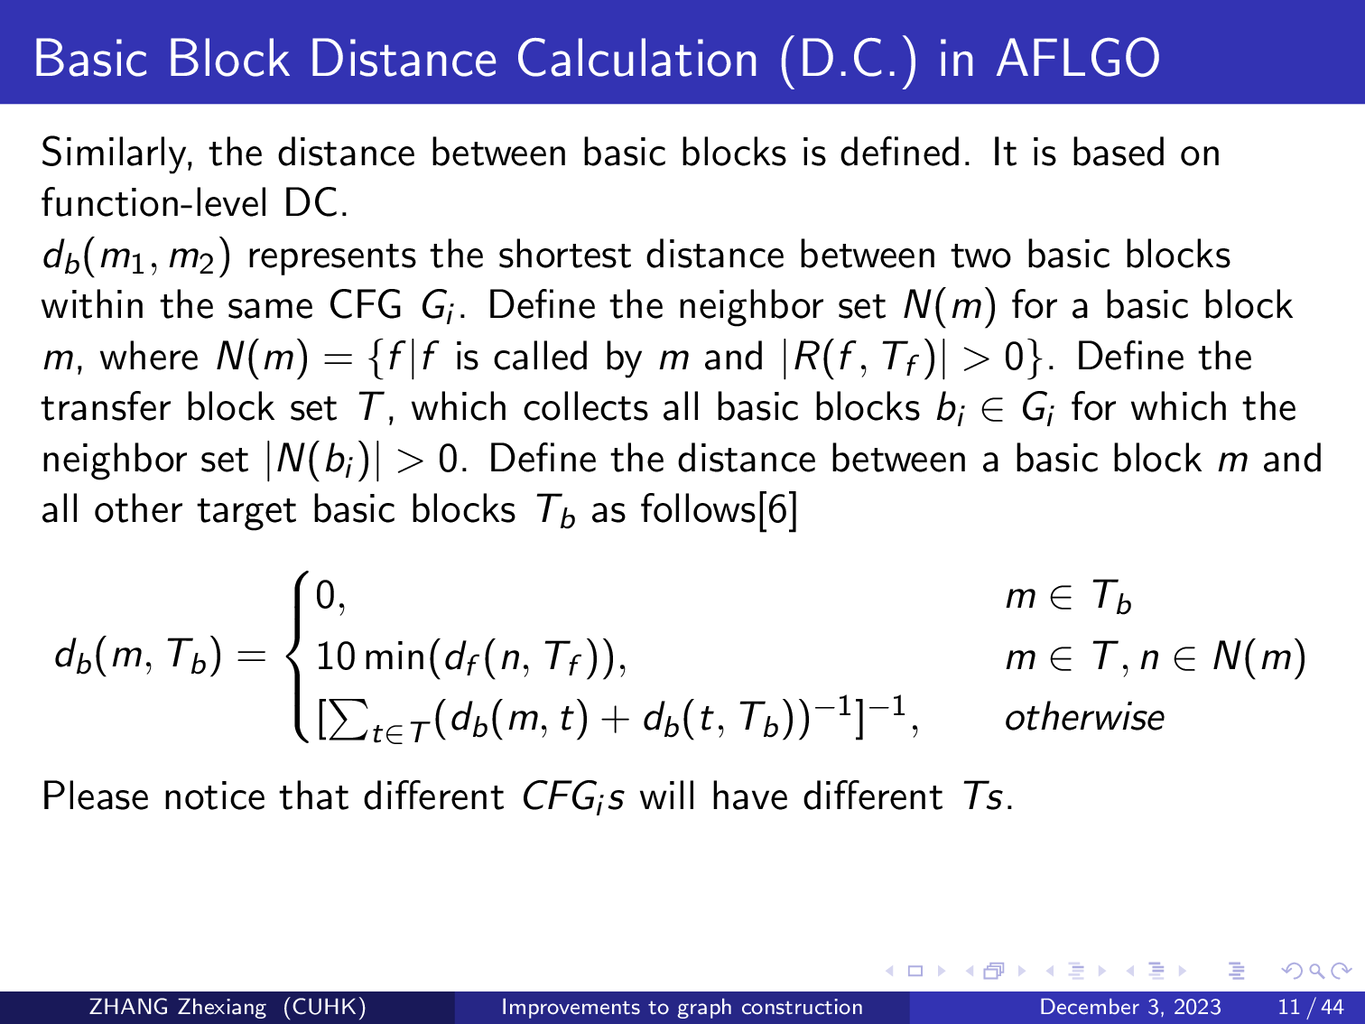 Basic Block Distance Calculation (D.C.) in AFLGO
Similarly, the distance between basic blocks is defined. It is based on
function-level DC.
d_b(m_1, m_2) represents the shortest distance between two basic blocks
within the same CFG G_i. Define the neighbor set N(m) for a basic block
m, where N(m) = {f|f is called by m and |R(f, T_f)| > 0}. Define the
transfer block set T, which collects all basic blocks b_i ∈ G_i for which the
neighbor set |N(b_i)| > 0. Define the distance between a basic block m and
all other target basic blocks T_b as follows[6]
d_b(m, T_b) = { 0, m ∈ T_b
10 min(d_f(n, T_f)), m ∈ T, n ∈ N(m)
[∑_{t∈T}(d_b(m, t) + d_b(t, T_b))^{-1}]^{-1}, otherwise
Please notice that different CFG_is will have different Ts.
ZHANG Zhexiang (CUHK) Improvements to graph construction December 3, 2023 11 / 44